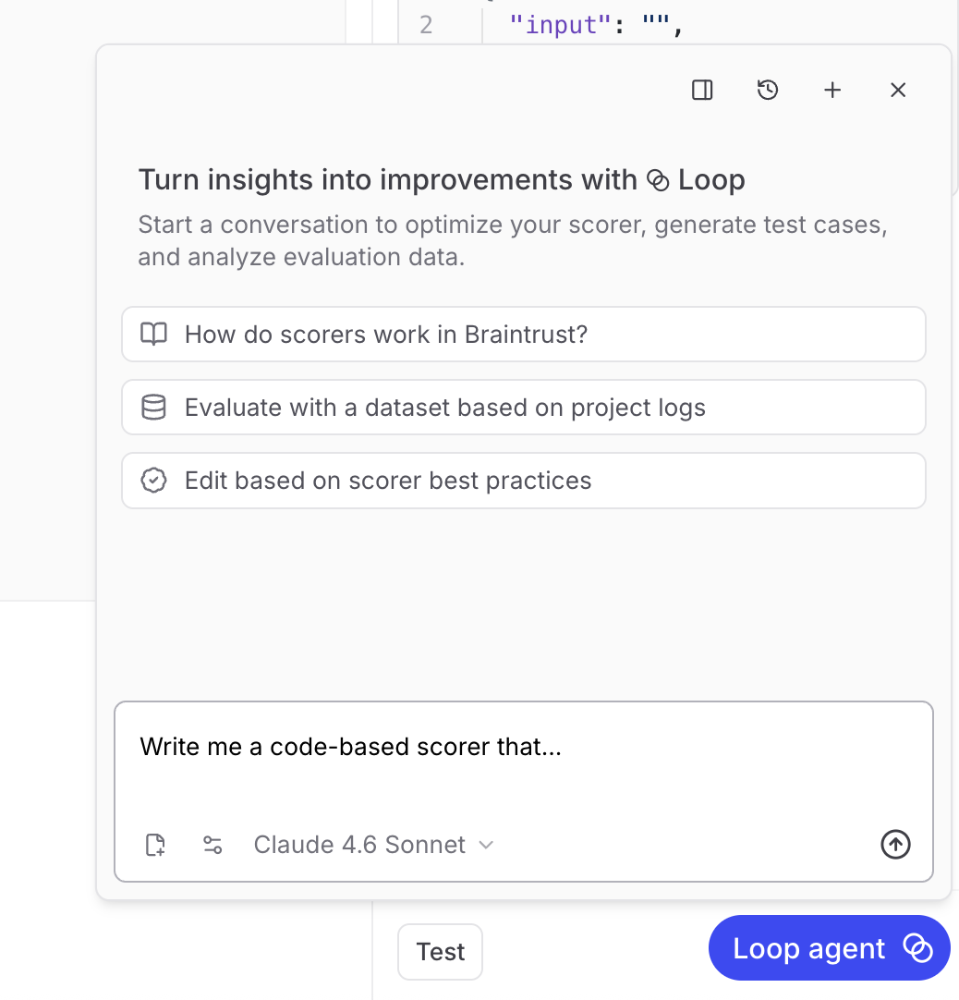 2 "input": "",
Turn insights into improvements with Loop
Start a conversation to optimize your scorer, generate test cases,
and analyze evaluation data.
How do scorers work in Braintrust?
Evaluate with a dataset based on project logs
Edit based on scorer best practices
Write me a code-based scorer that...
Claude 4.6 Sonnet
Test
Loop agent